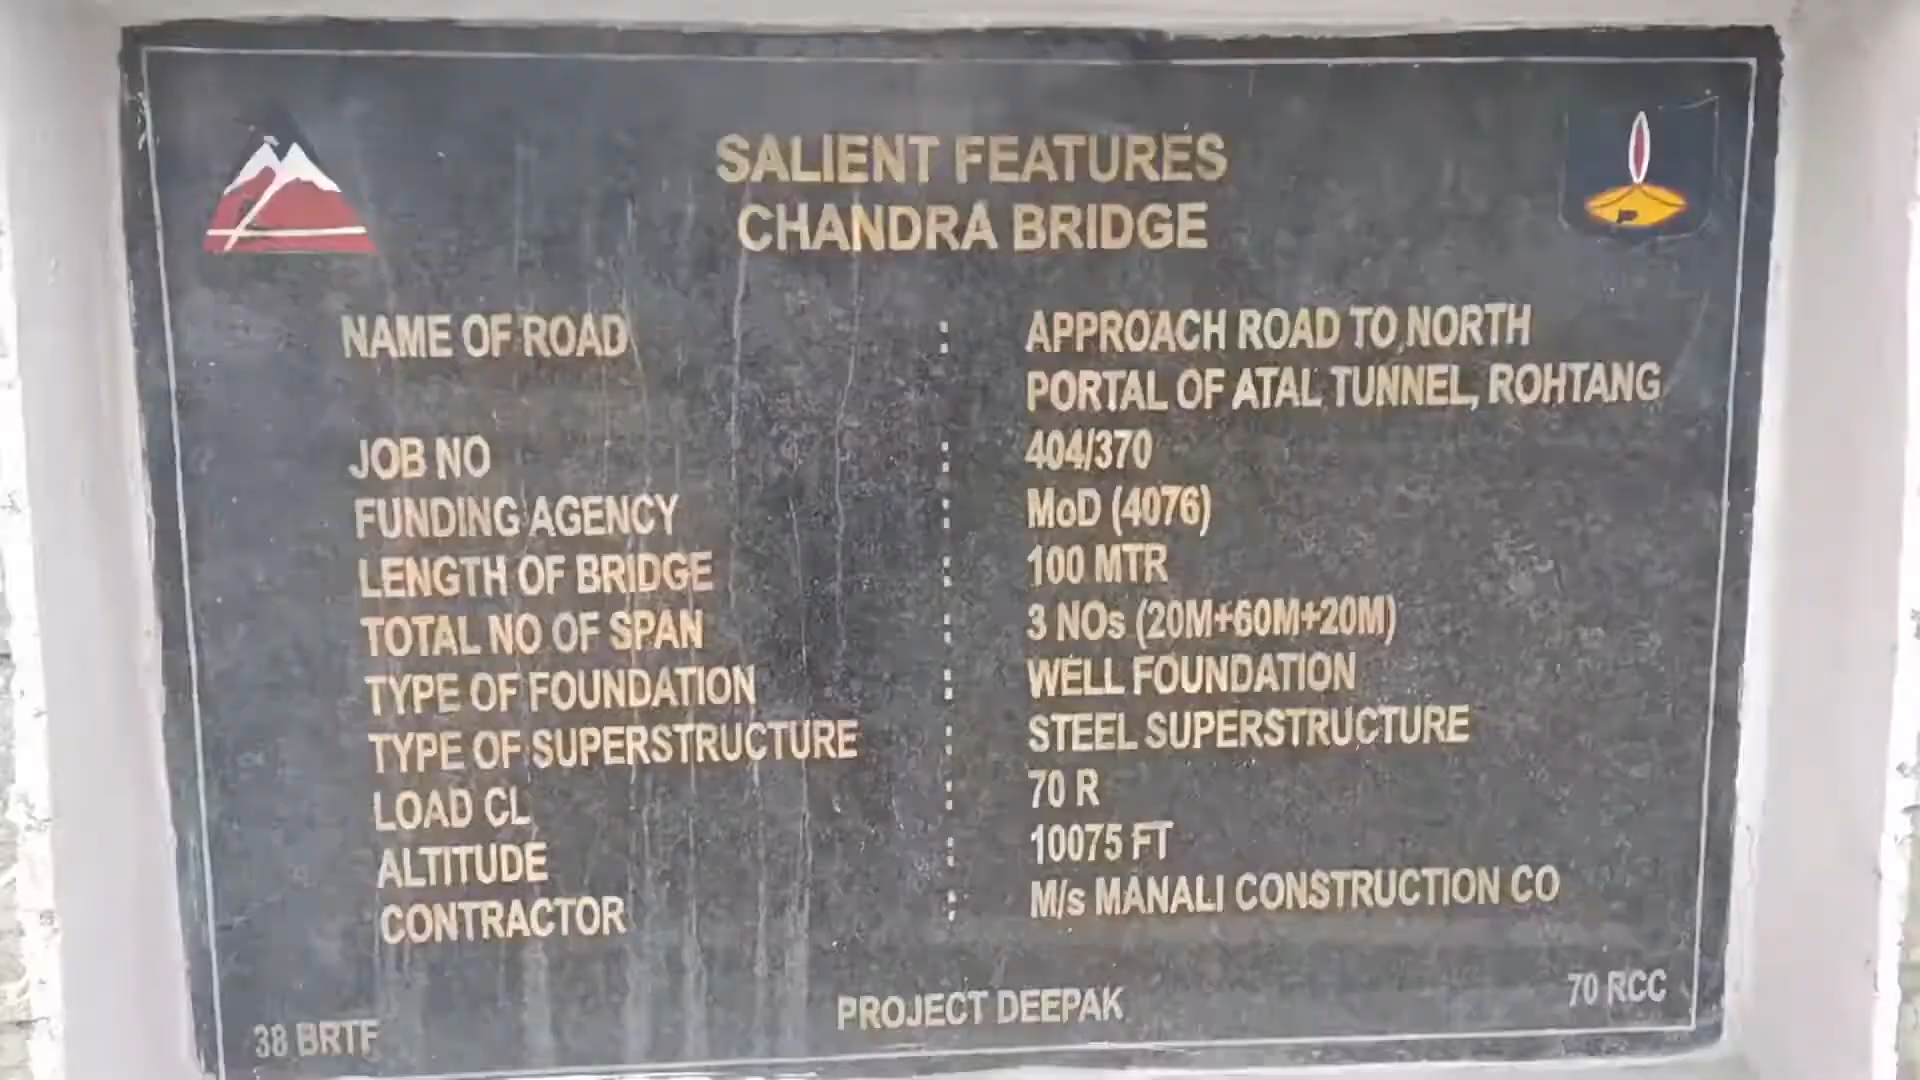 SALIENT FEATURES
CHANDRA BRIDGE
NAME OF ROAD : APPROACH ROAD TO NORTH
PORTAL OF ATAL TUNNEL, ROHTANG
JOB NO : 404/370
FUNDING AGENCY : MoD (4076)
LENGTH OF BRIDGE : 100 MTR
TOTAL NO OF SPAN : 3 NOs (20M+60M+20M)
TYPE OF FOUNDATION : WELL FOUNDATION
TYPE OF SUPERSTRUCTURE : STEEL SUPERSTRUCTURE
LOAD CL : 70 R
ALTITUDE : 10075 FT
CONTRACTOR : M/s MANALI CONSTRUCTION CO
38 BRTF PROJECT DEEPAK 70 RCC